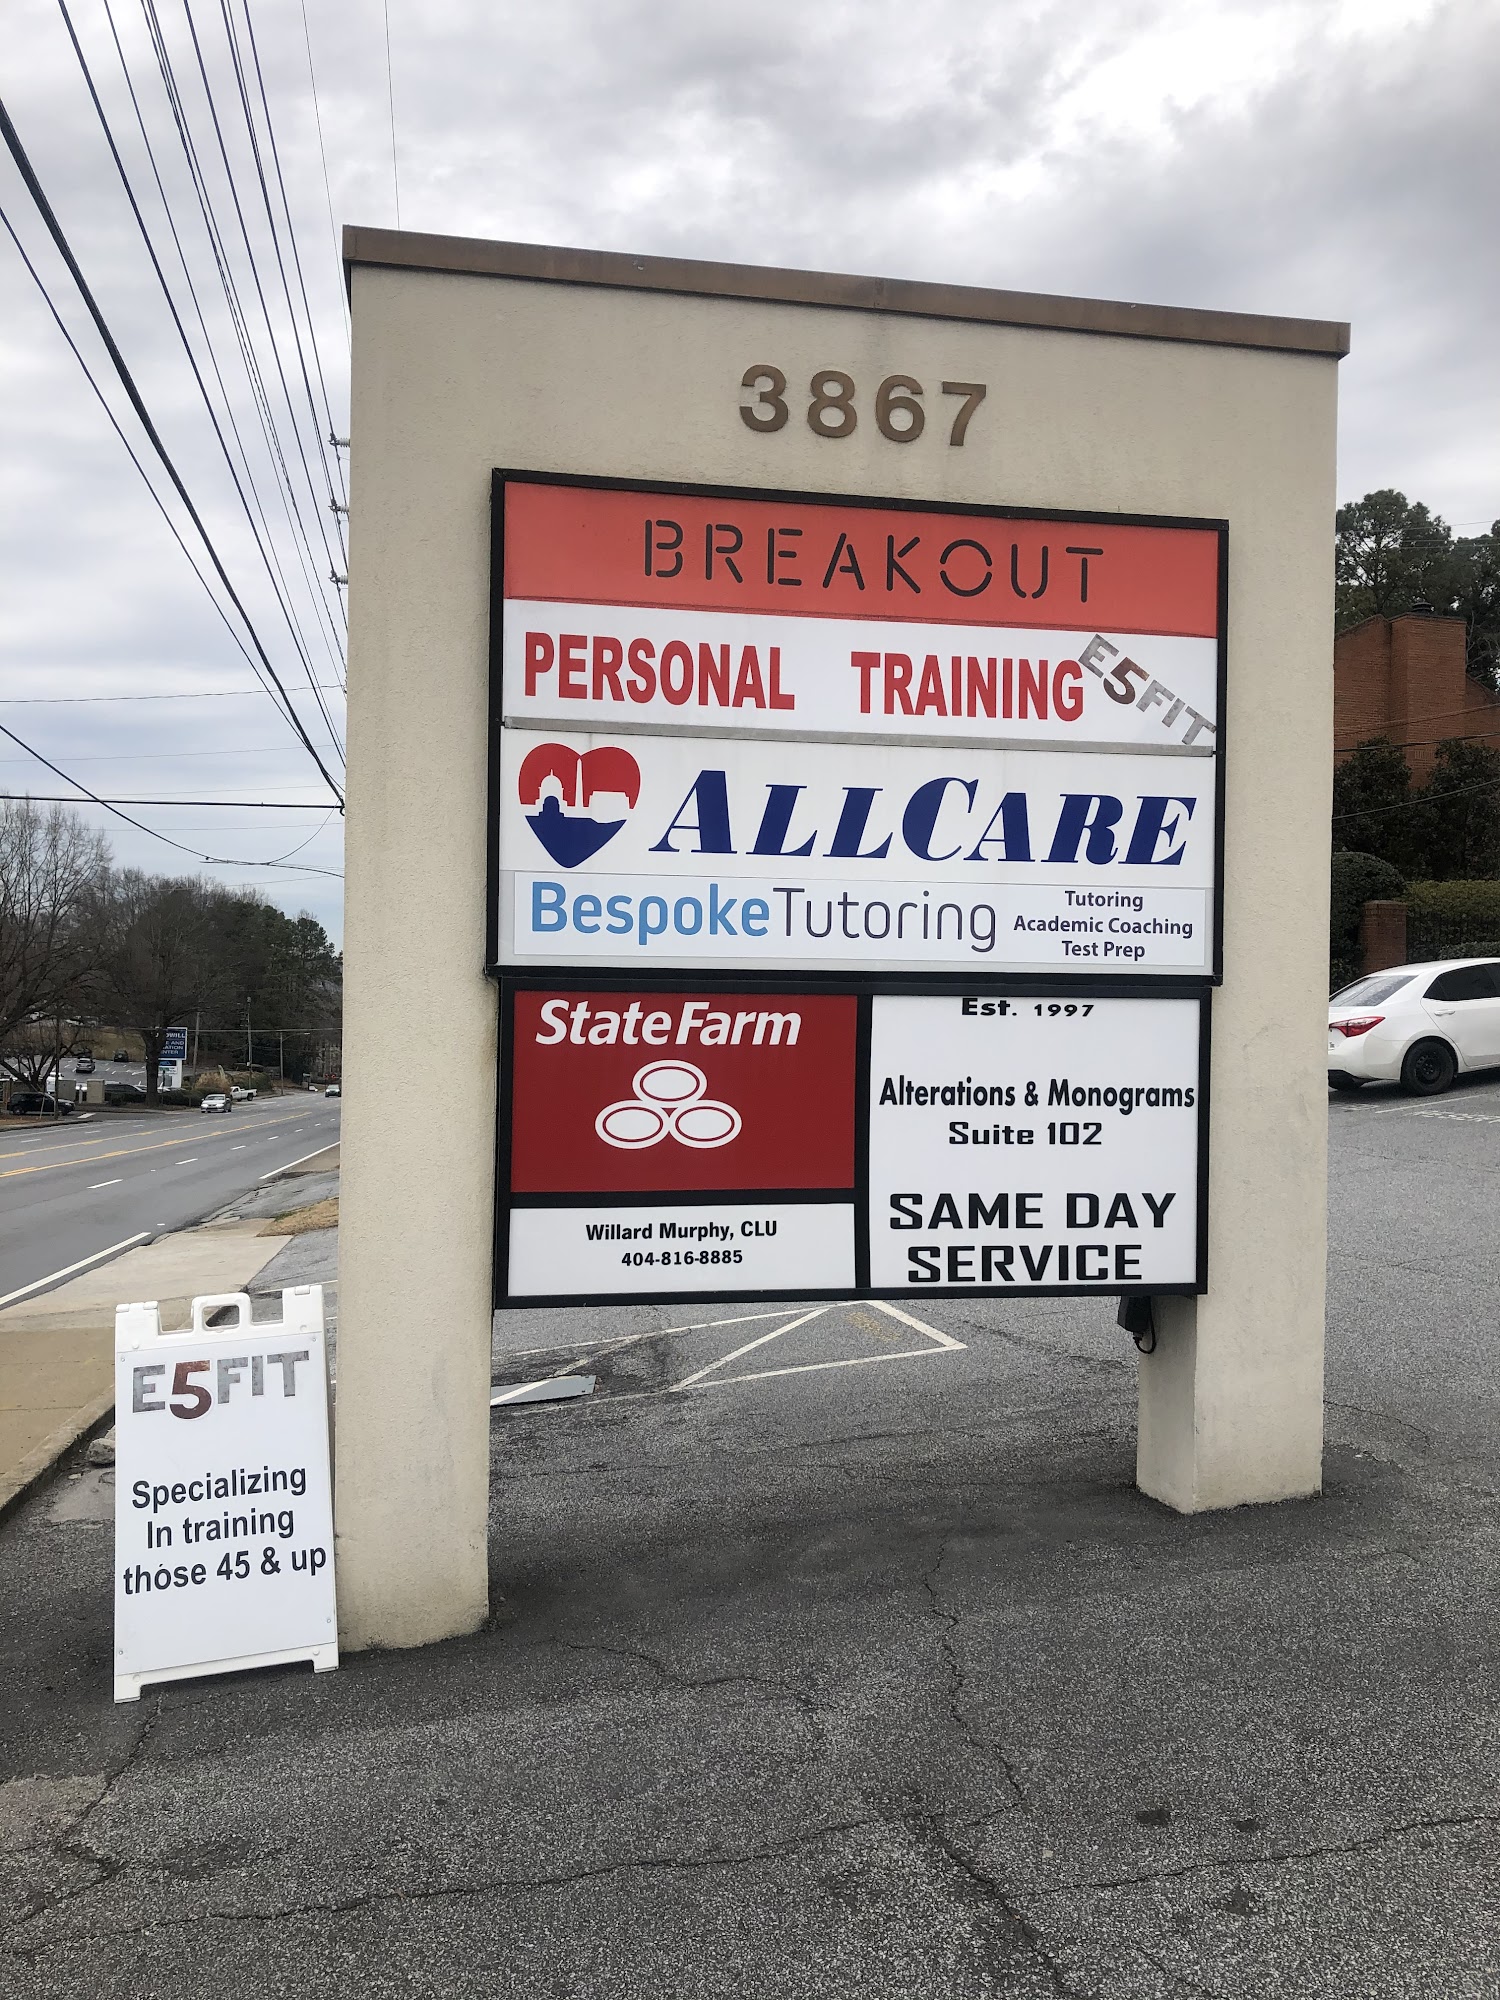 3867
BREAKOUT
PERSONAL TRAINING E5FIT
ALLCARE
BespokeTutoring
Tutoring
Academic Coaching
Test Prep
StateFarm
Willard Murphy, CLU
404-816-8885
Est. 1997
Alterations & Monograms
Suite 102
SAME DAY
SERVICE
E5FIT
Specializing
In training
those 45 & up